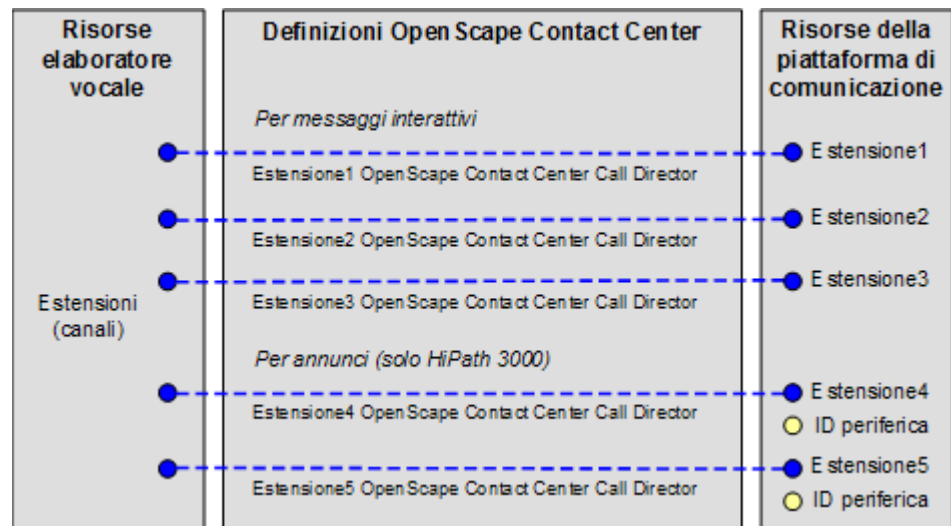 Risorse
elaboratore
vocale
Estensioni
(canali)
Definizioni OpenScape Contact Center
Per messaggi interattivi
Estensione1 OpenScape Contact Center Call Director
Estensione2 OpenScape Contact Center Call Director
Estensione3 OpenScape Contact Center Call Director
Per annunci (solo HiPath 3000)
Estensione4 OpenScape Contact Center Call Director
Estensione5 OpenScape Contact Center Call Director
Risorse della
piattaforma di
comunicazione
Estensione1
Estensione2
Estensione3
Estensione4
ID periferica
Estensione5
ID periferica